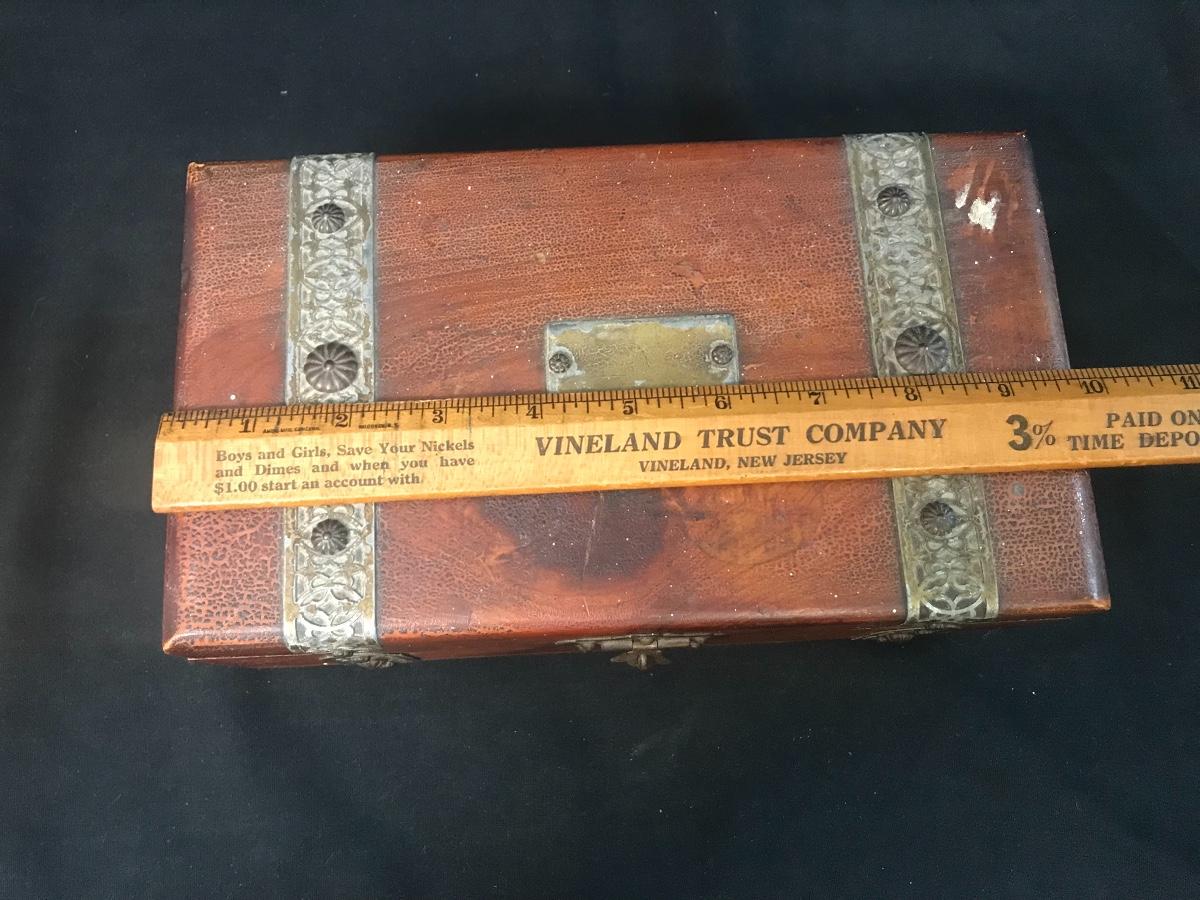 1 2 3 4 5 6 7 8 9 10 11
Boys and Girls, Save Your Nickels
and Dimes and when you have
$1.00 start an account with
VINELAND TRUST COMPANY
VINELAND, NEW JERSEY
3% PAID ON
TIME DEPO